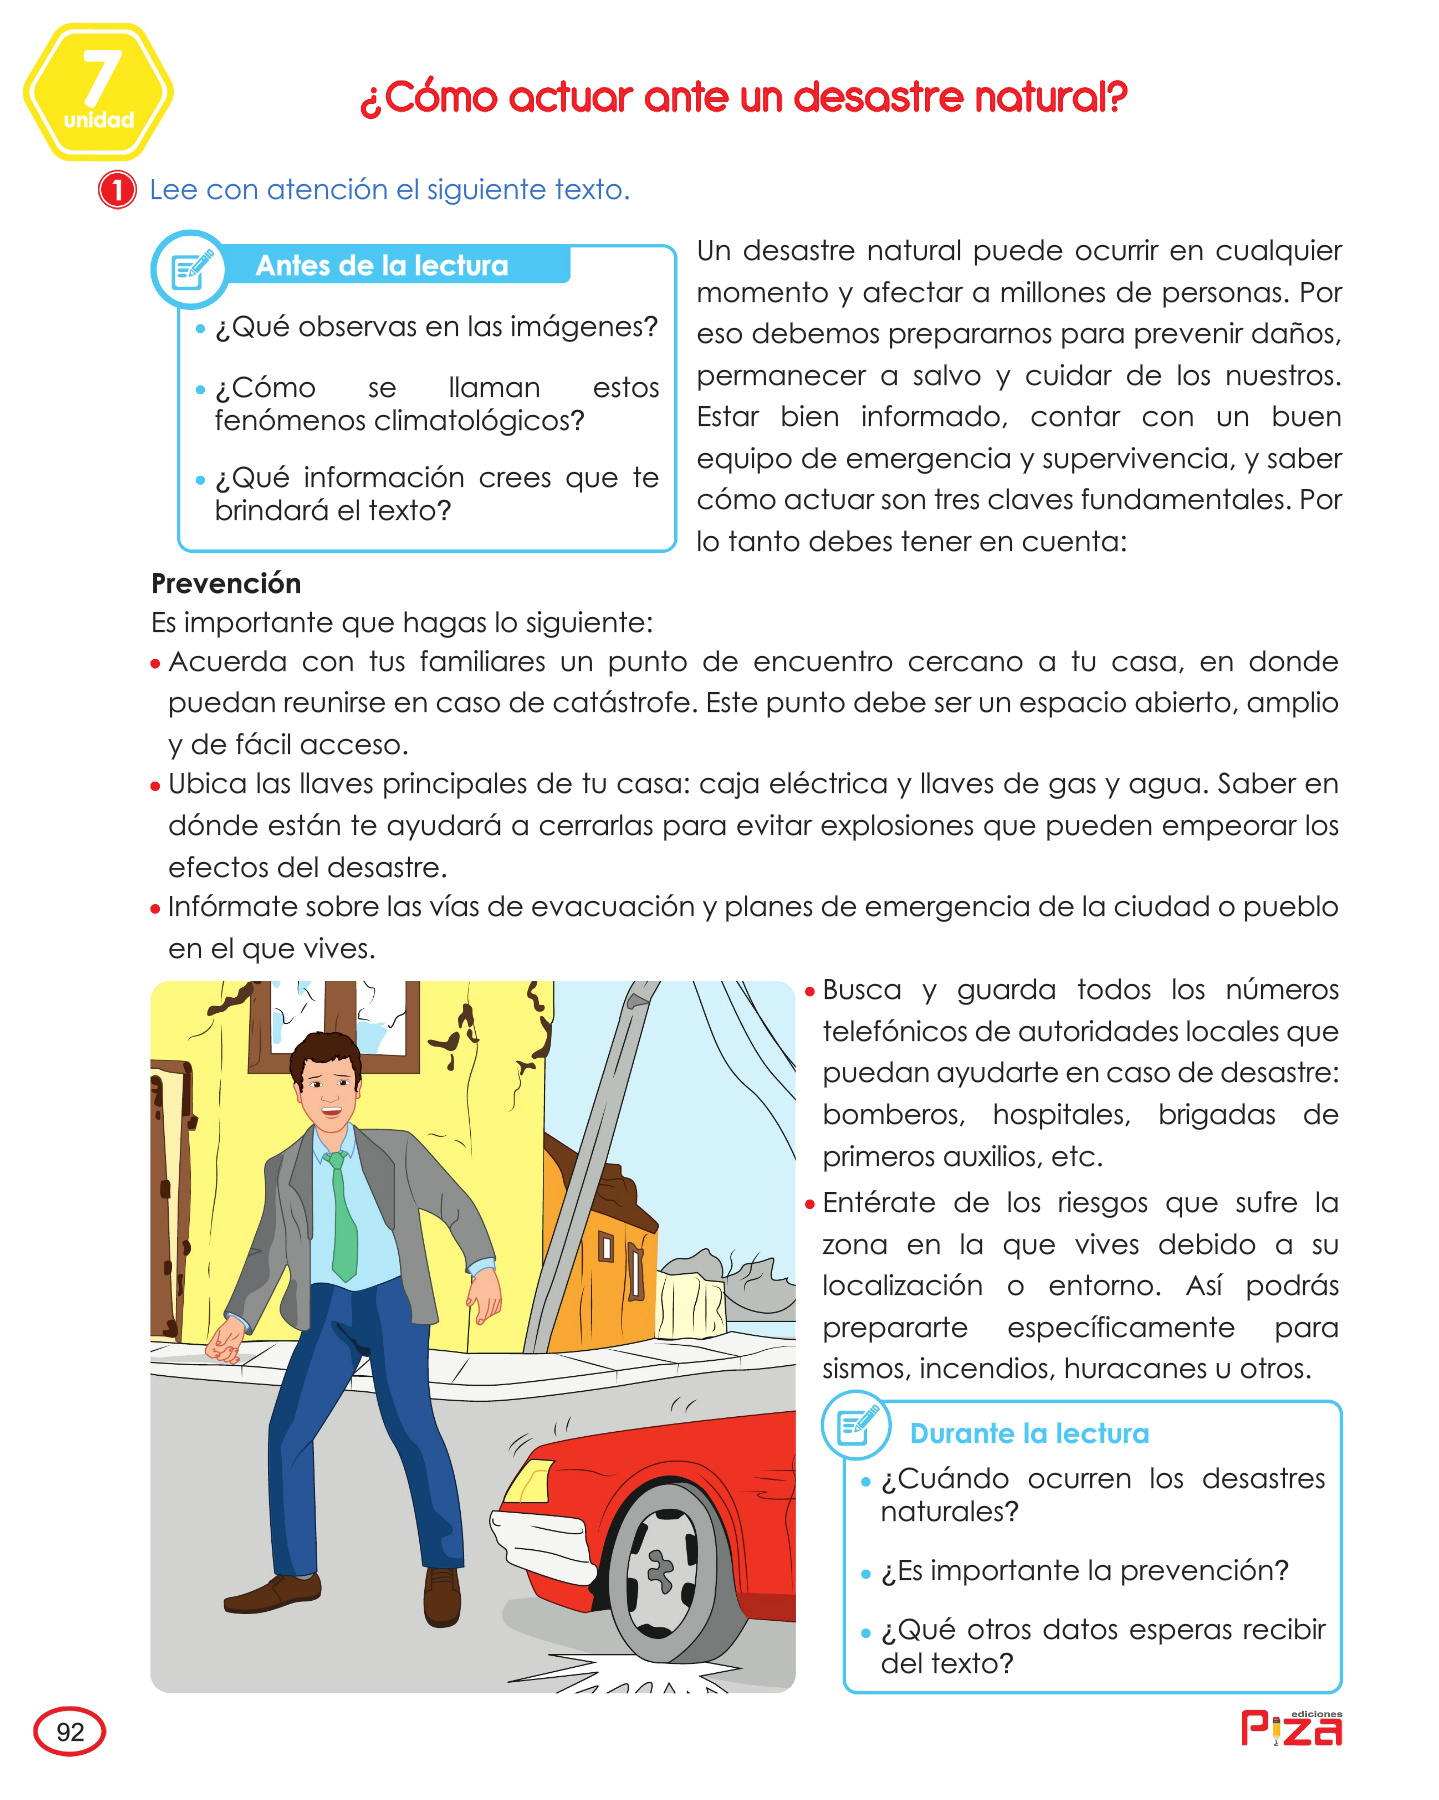 7
unidad
¿Cómo actuar ante un desastre natural?
1 Lee con atención el siguiente texto.
Antes de la lectura
• ¿Qué observas en las imágenes?
• ¿Cómo se llaman estos
fenómenos climatológicos?
• ¿Qué información crees que te
brindará el texto?
Un desastre natural puede ocurrir en cualquier
momento y afectar a millones de personas. Por
eso debemos prepararnos para prevenir daños,
permanecer a salvo y cuidar de los nuestros.
Estar bien informado, contar con un buen
equipo de emergencia y supervivencia, y saber
cómo actuar son tres claves fundamentales. Por
lo tanto debes tener en cuenta:
Prevención
Es importante que hagas lo siguiente:
• Acuerda con tus familiares un punto de encuentro cercano a tu casa, en donde
puedan reunirse en caso de catástrofe. Este punto debe ser un espacio abierto, amplio
y de fácil acceso.
• Ubica las llaves principales de tu casa: caja eléctrica y llaves de gas y agua. Saber en
dónde están te ayudará a cerrarlas para evitar explosiones que pueden empeorar los
efectos del desastre.
• Infórmate sobre las vías de evacuación y planes de emergencia de la ciudad o pueblo
en el que vives.
• Busca y guarda todos los números
telefónicos de autoridades locales que
puedan ayudarte en caso de desastre:
bomberos, hospitales, brigadas de
primeros auxilios, etc.
• Entérate de los riesgos que sufre la
zona en la que vives debido a su
localización o entorno. Así podrás
prepararte específicamente para
sismos, incendios, huracanes u otros.
Durante la lectura
• ¿Cuándo ocurren los desastres
naturales?
• ¿Es importante la prevención?
• ¿Qué otros datos esperas recibir
del texto?
92
ediciones
Piza